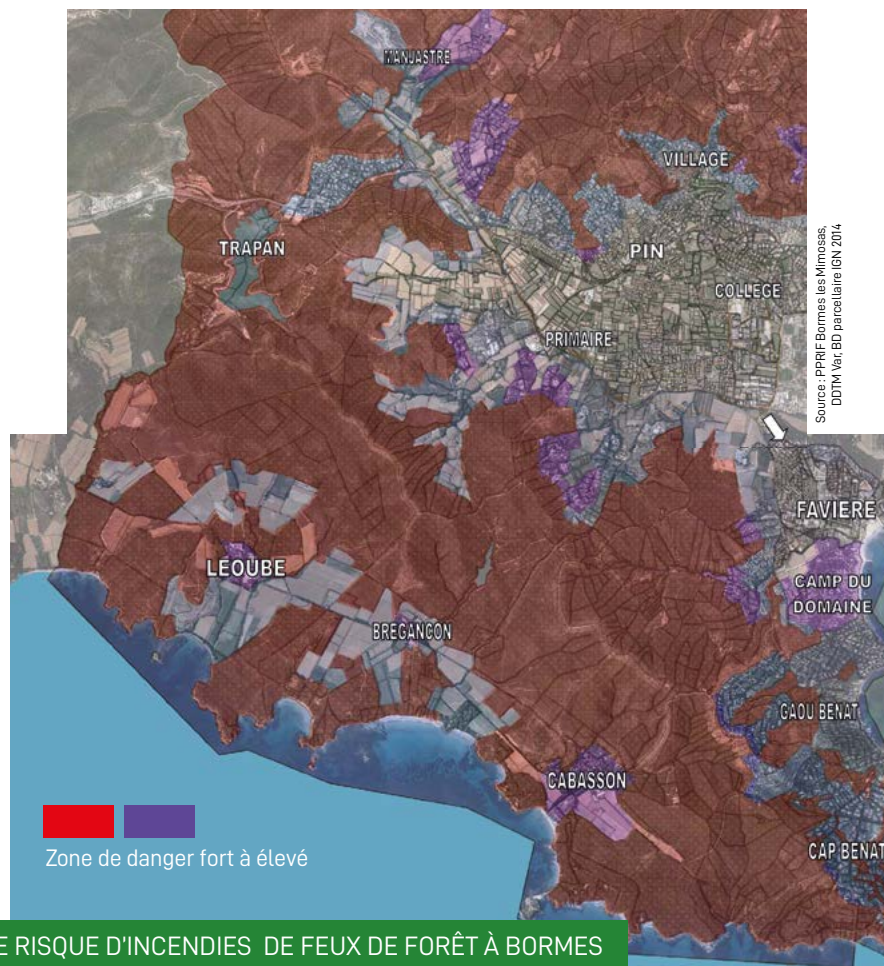 MANJASTRE
VILLAGE
TRAPAN
PIN
COLLEGE
PRIMAIRE
Source : PPRIF Bormes les Mimosas,
DDTM Var, BD parcellaire IGN 2014
FAVIERE
LEOUBE
CAMP DU
DOMAINE
BREGANCON
GAOU BENAT
CABASSON
CAP BENAT
Zone de danger fort à élevé
E RISQUE D'INCENDIES DE FEUX DE FORÊT À BORMES